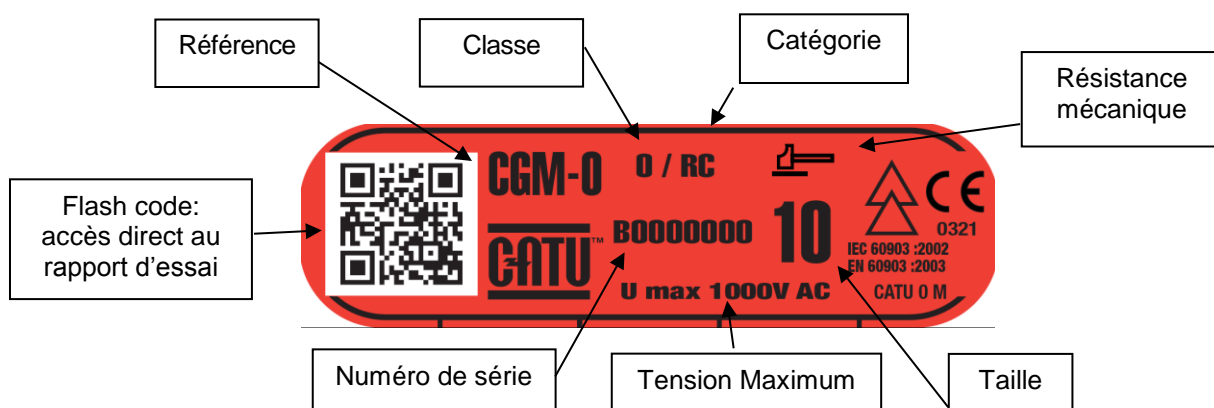 Référence
Classe
Catégorie
Résistance
mécanique
Flash code:
accès direct au
rapport d'essai
CGM-0
0 / RC
CATU™
B0000000
10
U max 1000V AC
CE
0321
IEC 60903 :2002
EN 60903 :2003
CATU 0 M
Numéro de série
Tension Maximum
Taille